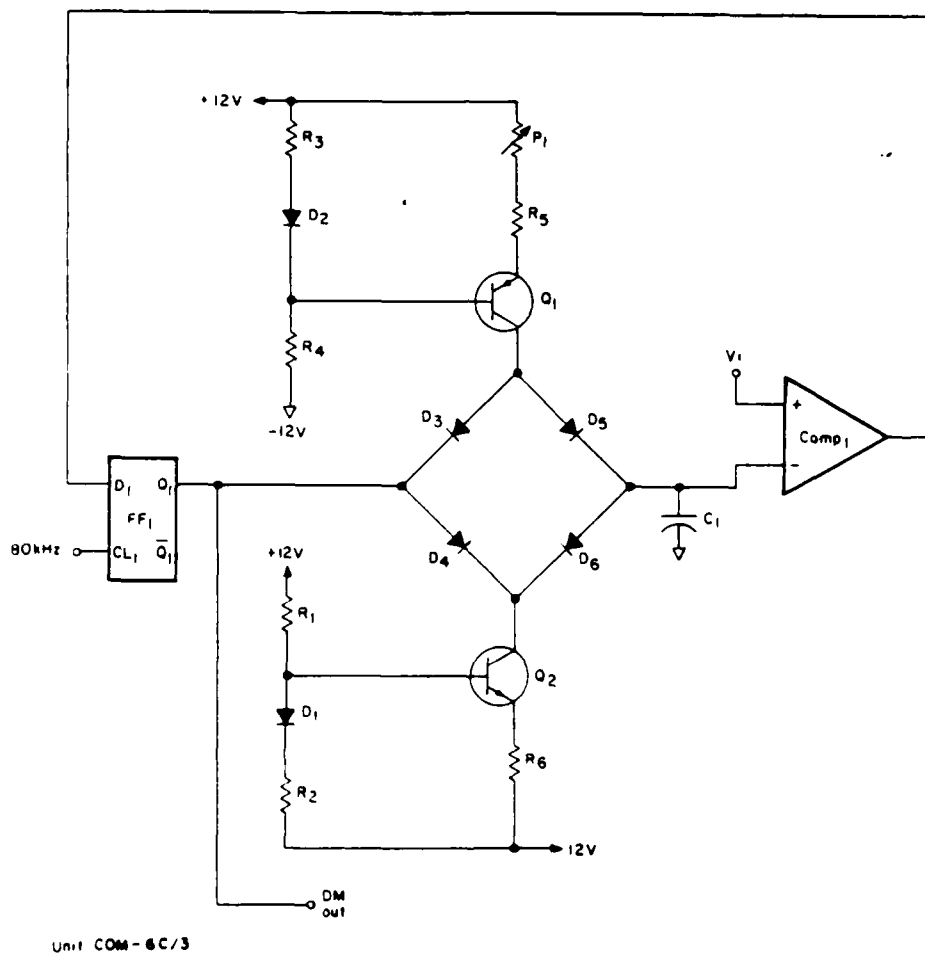 +12V
R3
P1
D2
R5
Q1
R4
-12V
V1
+
Comp1
-
D3
D5
D1
Q1
FF1
80kHz
CL1
Q̅1
C1
D4
D6
+12V
R1
Q2
D1
R6
R2
12V
DM
out
Unit COM-6C/3